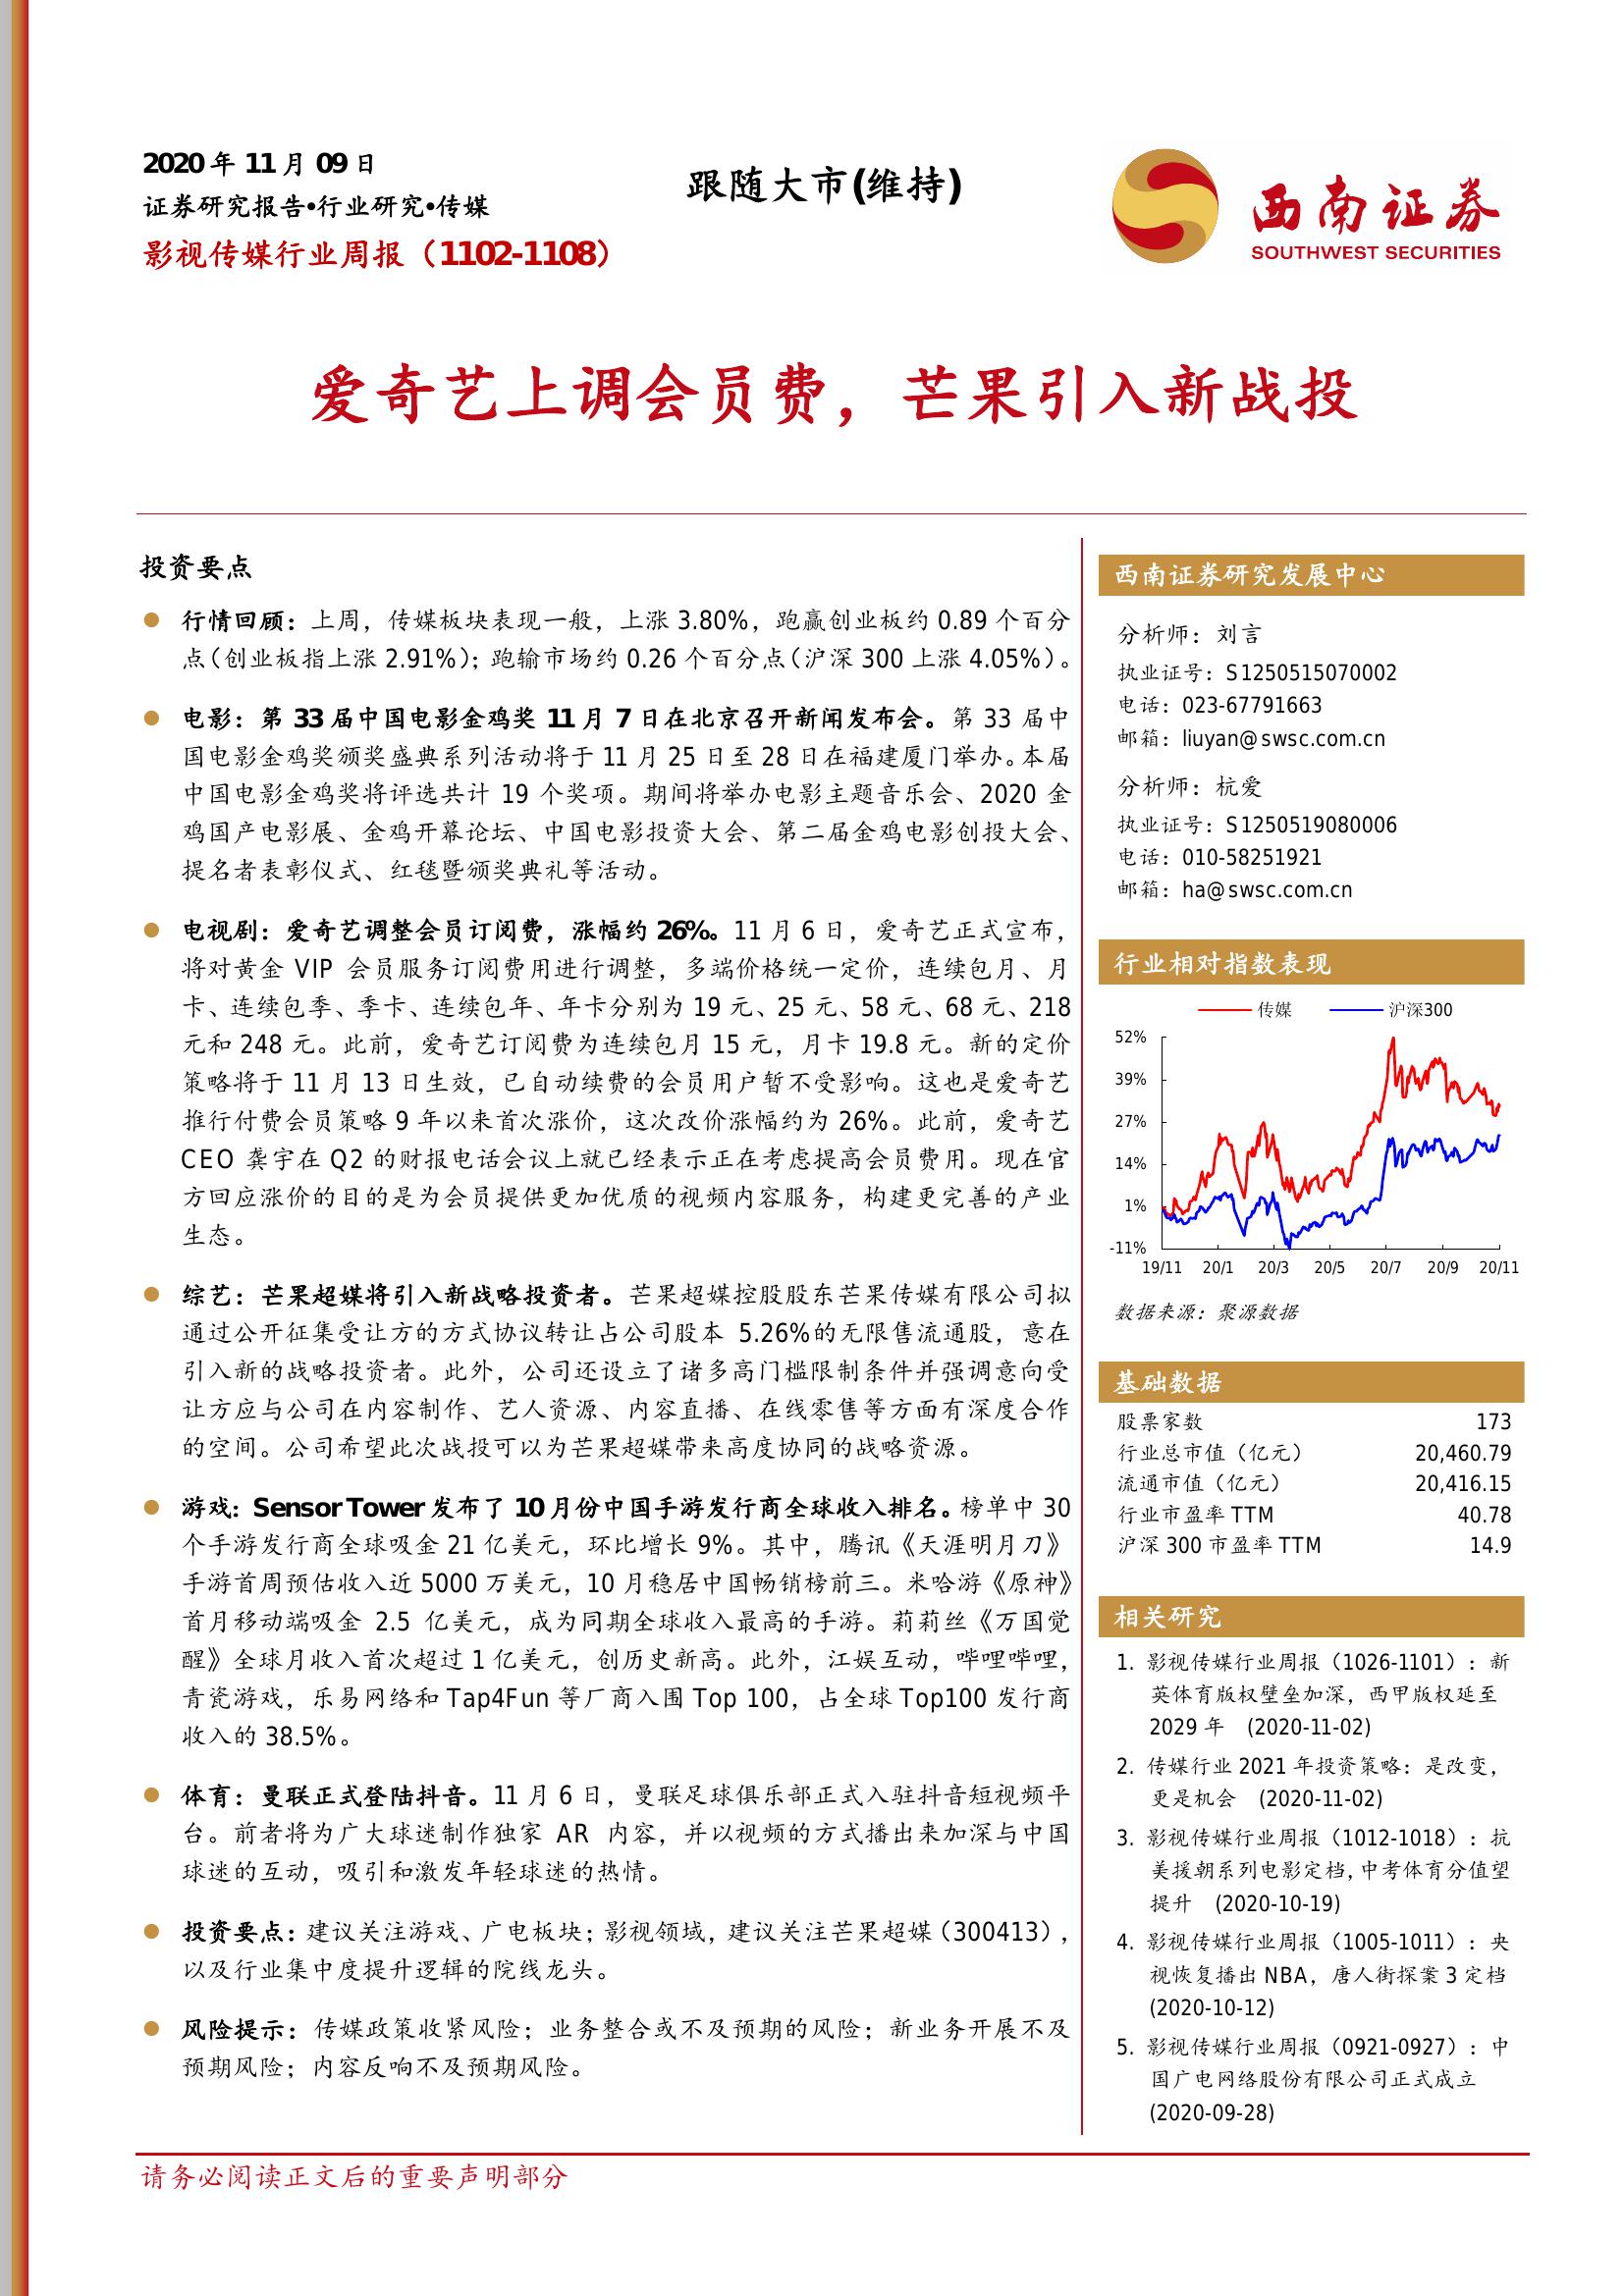 2020 年 11 月 09 日
证券研究报告•行业研究•传媒
影视传媒行业周报（1102-1108）
跟随大市(维持)
西南证券
SOUTHWEST SECURITIES
爱奇艺上调会员费，芒果引入新战投
投资要点
行情回顾：上周，传媒板块表现一般，上涨 3.80%，跑赢创业板约 0.89 个百分
点（创业板指上涨 2.91%）；跑输市场约 0.26 个百分点（沪深 300 上涨 4.05%）。
电影：第 33 届中国电影金鸡奖 11 月 7 日在北京召开新闻发布会。第 33 届中
国电影金鸡奖颁奖盛典系列活动将于 11 月 25 日至 28 日在福建厦门举办。本届
中国电影金鸡奖将评选共计 19 个奖项。期间将举办电影主题音乐会、2020 金
鸡国产电影展、金鸡开幕论坛、中国电影投资大会、第二届金鸡电影创投大会、
提名者表彰仪式、红毯暨颁奖典礼等活动。
电视剧：爱奇艺调整会员订阅费，涨幅约 26%。11 月 6 日，爱奇艺正式宣布，
将对黄金 VIP 会员服务订阅费用进行调整，多端价格统一定价，连续包月、月
卡、连续包季、季卡、连续包年、年卡分别为 19 元、25 元、58 元、68 元、218
元和 248 元。此前，爱奇艺订阅费为连续包月 15 元，月卡 19.8 元。新的定价
策略将于 11 月 13 日生效，已自动续费的会员用户暂不受影响。这也是爱奇艺
推行付费会员策略 9 年以来首次涨价，这次改价涨幅约为 26%。此前，爱奇艺
CEO 龚宇在 Q2 的财报电话会议上就已经表示正在考虑提高会员费用。现在官
方回应涨价的目的是为会员提供更加优质的视频内容服务，构建更完善的产业
生态。
综艺：芒果超媒将引入新战略投资者。芒果超媒控股股东芒果传媒有限公司拟
通过公开征集受让方的方式协议转让占公司股本 5.26%的无限售流通股，意在
引入新的战略投资者。此外，公司还设立了诸多高门槛限制条件并强调意向受
让方应与公司在内容制作、艺人资源、内容直播、在线零售等方面有深度合作
的空间。公司希望此次战投可以为芒果超媒带来高度协同的战略资源。
游戏：Sensor Tower 发布了 10 月份中国手游发行商全球收入排名。榜单中 30
个手游发行商全球吸金 21 亿美元，环比增长 9%。其中，腾讯《天涯明月刀》
手游首周预估收入近 5000 万美元，10 月稳居中国畅销榜前三。米哈游《原神》
首月移动端吸金 2.5 亿美元，成为同期全球收入最高的手游。莉莉丝《万国觉
醒》全球月收入首次超过 1 亿美元，创历史新高。此外，江娱互动，哔哩哔哩，
青瓷游戏，乐易网络和 Tap4Fun 等厂商入围 Top 100，占全球 Top100 发行商
收入的 38.5%。
体育：曼联正式登陆抖音。11 月 6 日，曼联足球俱乐部正式入驻抖音短视频平
台。前者将为广大球迷制作独家 AR 内容，并以视频的方式播出来加深与中国
球迷的互动，吸引和激发年轻球迷的热情。
投资要点：建议关注游戏、广电板块；影视领域，建议关注芒果超媒（300413），
以及行业集中度提升逻辑的院线龙头。
风险提示：传媒政策收紧风险；业务整合或不及预期的风险；新业务开展不及
预期风险；内容反响不及预期风险。
西南证券研究发展中心
分析师：刘言
执业证号：S1250515070002
电话：023-67791663
邮箱：liuyan@swsc.com.cn
分析师：杭爱
执业证号：S1250519080006
电话：010-58251921
邮箱：ha@swsc.com.cn
行业相对指数表现
传媒 沪深300
52%
39%
27%
14%
1%
-11%
19/11 20/1 20/3 20/5 20/7 20/9 20/11
数据来源：聚源数据
基础数据
股票家数 173
行业总市值（亿元） 20,460.79
流通市值（亿元） 20,416.15
行业市盈率 TTM 40.78
沪深 300 市盈率 TTM 14.9
相关研究
1. 影视传媒行业周报（1026-1101）：新
英体育版权壁垒加深，西甲版权延至
2029 年 (2020-11-02)
2. 传媒行业 2021 年投资策略：是改变，
更是机会 (2020-11-02)
3. 影视传媒行业周报（1012-1018）：抗
美援朝系列电影定档，中考体育分值望
提升 (2020-10-19)
4. 影视传媒行业周报（1005-1011）：央
视恢复播出 NBA，唐人街探案 3 定档
(2020-10-12)
5. 影视传媒行业周报（0921-0927）：中
国广电网络股份有限公司正式成立
(2020-09-28)
请务必阅读正文后的重要声明部分